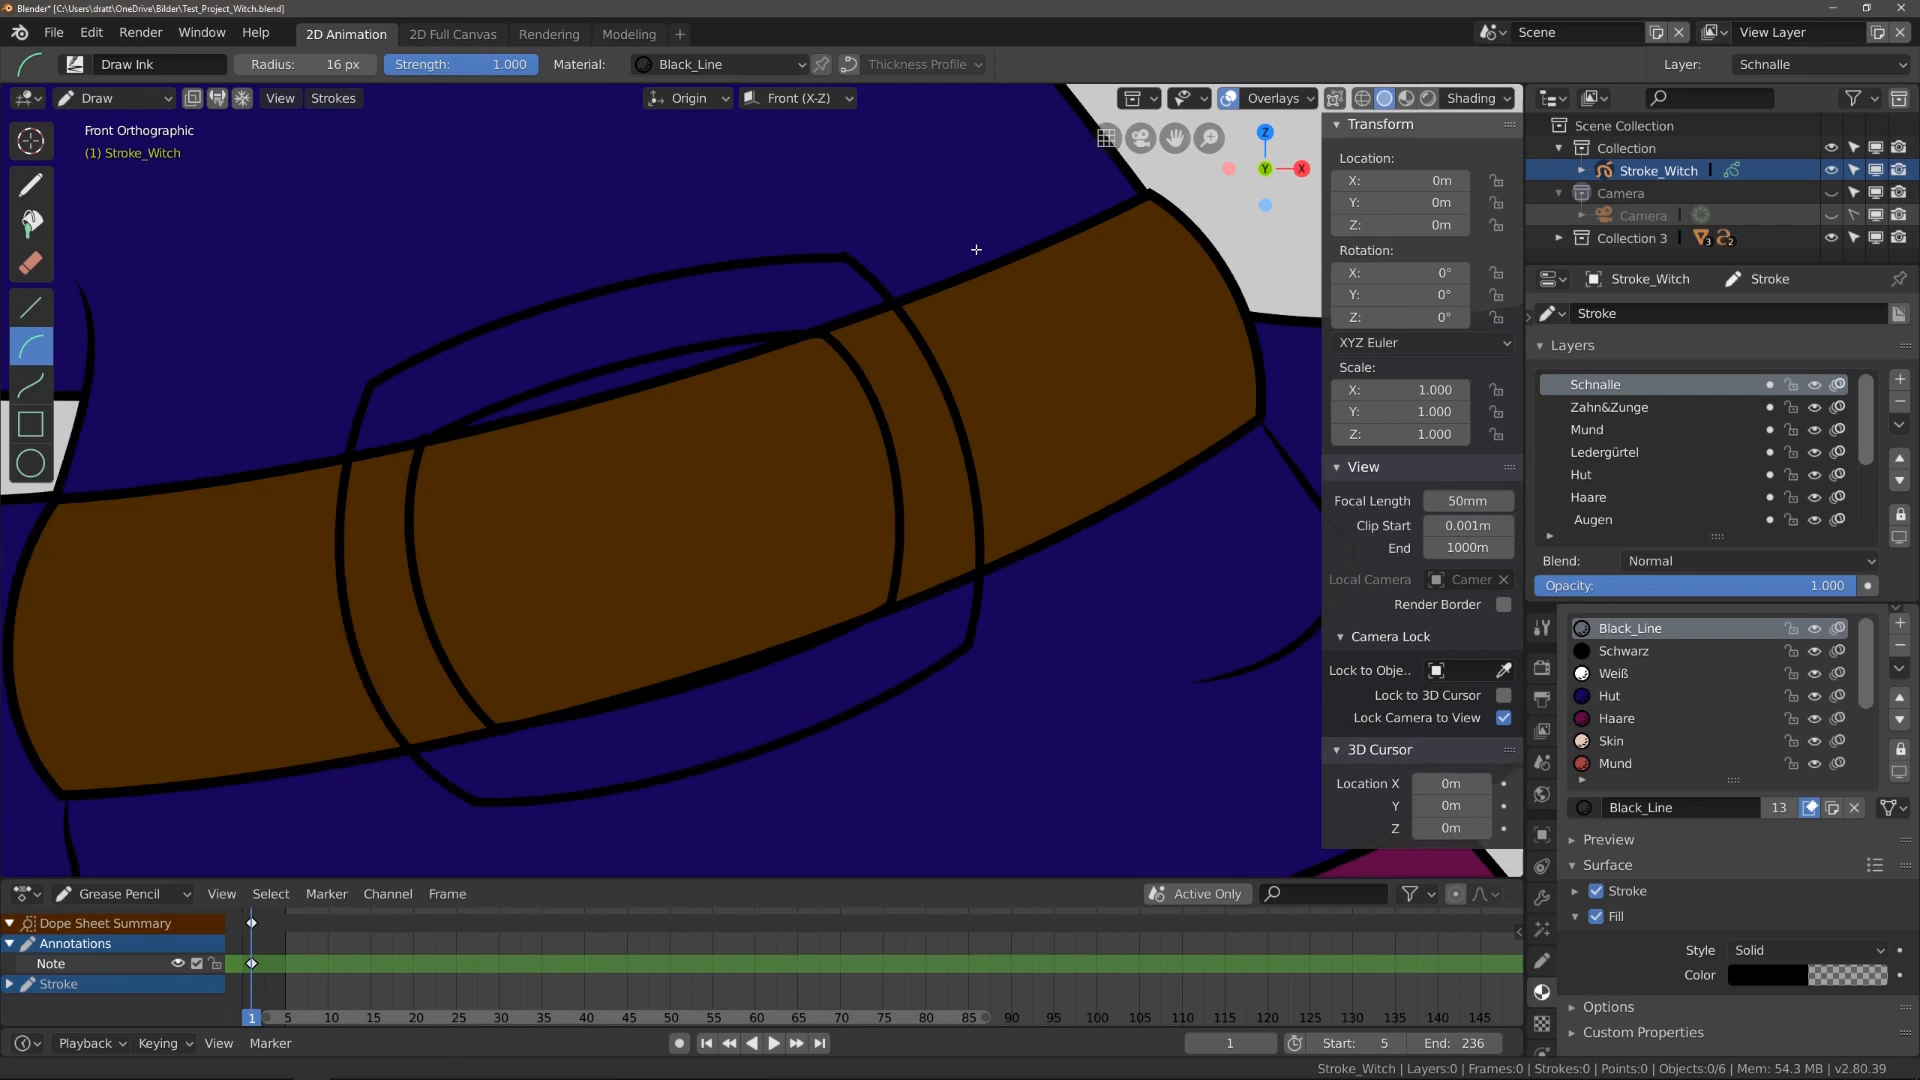 Blender* [C:\Users\dratt\OneDrive\Bilder\Test_Project_Witch.blend]
File Edit Render Window Help 2D Animation 2D Full Canvas Rendering Modeling + Scene View Layer
Draw Ink Radius: 16 px Strength: 1.000 Material: Black_Line Thickness Profile Layer: Schnalle
Draw View Strokes Origin Front (X-Z) Overlays Shading
Front Orthographic
(1) Stroke_Witch
Z
Y
X
Transform
Location:
X: 0m
Y: 0m
Z: 0m
Rotation:
X: 0°
Y: 0°
Z: 0°
XYZ Euler
Scale:
X: 1.000
Y: 1.000
Z: 1.000
View
Focal Length 50mm
Clip Start 0.001m
End 1000m
Local Camera Camer
Render Border
Camera Lock
Lock to Obje..
Lock to 3D Cursor
Lock Camera to View
3D Cursor
Location X 0m
Y 0m
Z 0m
Scene Collection
Collection
Stroke_Witch
Camera
Camera
Collection 3 3 2
Stroke_Witch Stroke
Stroke
Layers
Schnalle
Zahn&Zunge
Mund
Ledergürtel
Hut
Haare
Augen
Blend: Normal
Opacity: 1.000
Black_Line
Schwarz
Weiß
Hut
Haare
Skin
Mund
Black_Line 13
Preview
Surface
Stroke
Fill
Style Solid
Color
Options
Custom Properties
Grease Pencil View Select Marker Channel Frame Active Only
Dope Sheet Summary
Annotations
Note
Stroke
1 5 10 15 20 25 30 35 40 45 50 55 60 65 70 75 80 85 90 95 100 105 110 115 120 125 130 135 140 145
Playback Keying View Marker 1 Start: 5 End: 236
Stroke_Witch | Layers:0 | Frames:0 | Strokes:0 | Points:0 | Objects:0/6 | Mem: 54.3 MB | v2.80.39